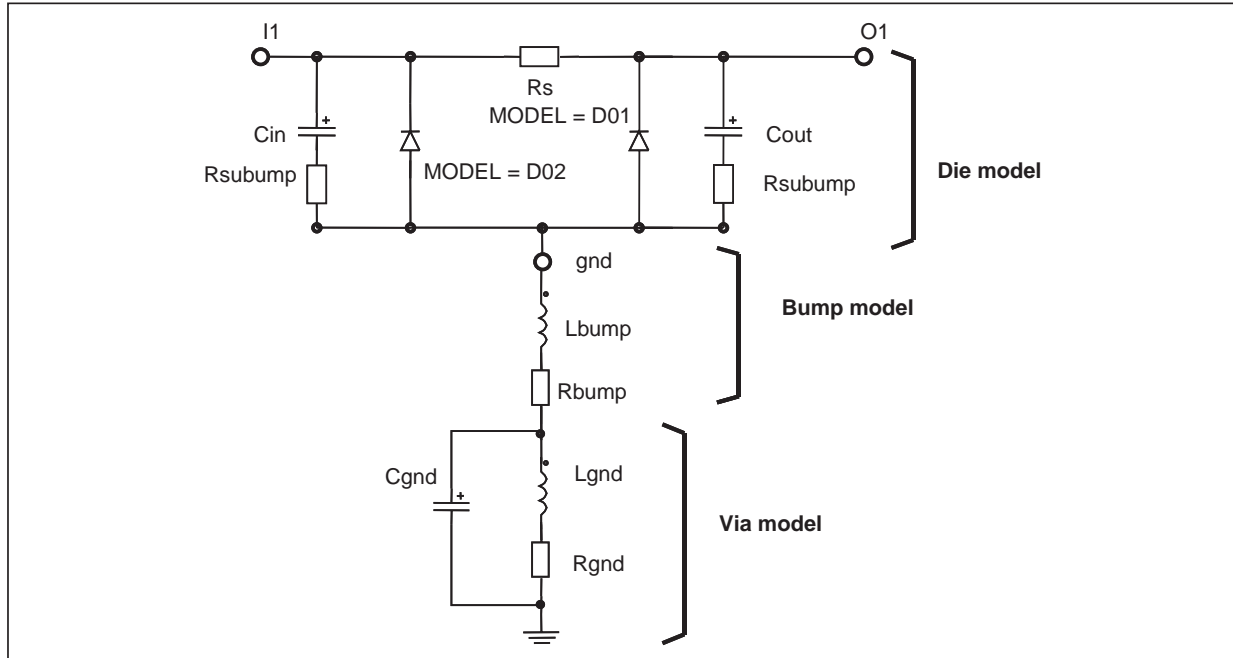 I1
O1
Rs
MODEL = D01
+
Cin
+
Cout
Rsubump
MODEL = D02
Rsubump
Die model
gnd
Bump model
Lbump
Rbump
Cgnd
+
Lgnd
Via model
Rgnd